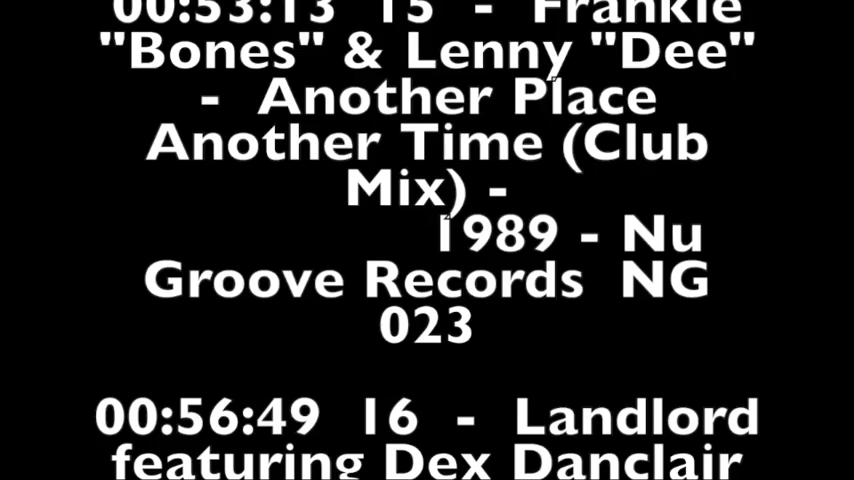 00:53:13  15  -  Frankie
"Bones" & Lenny "Dee"
-  Another Place
Another Time (Club
Mix) -
1989 - Nu
Groove Records  NG
023
00:56:49  16  -  Landlord
featuring Dex Danclair